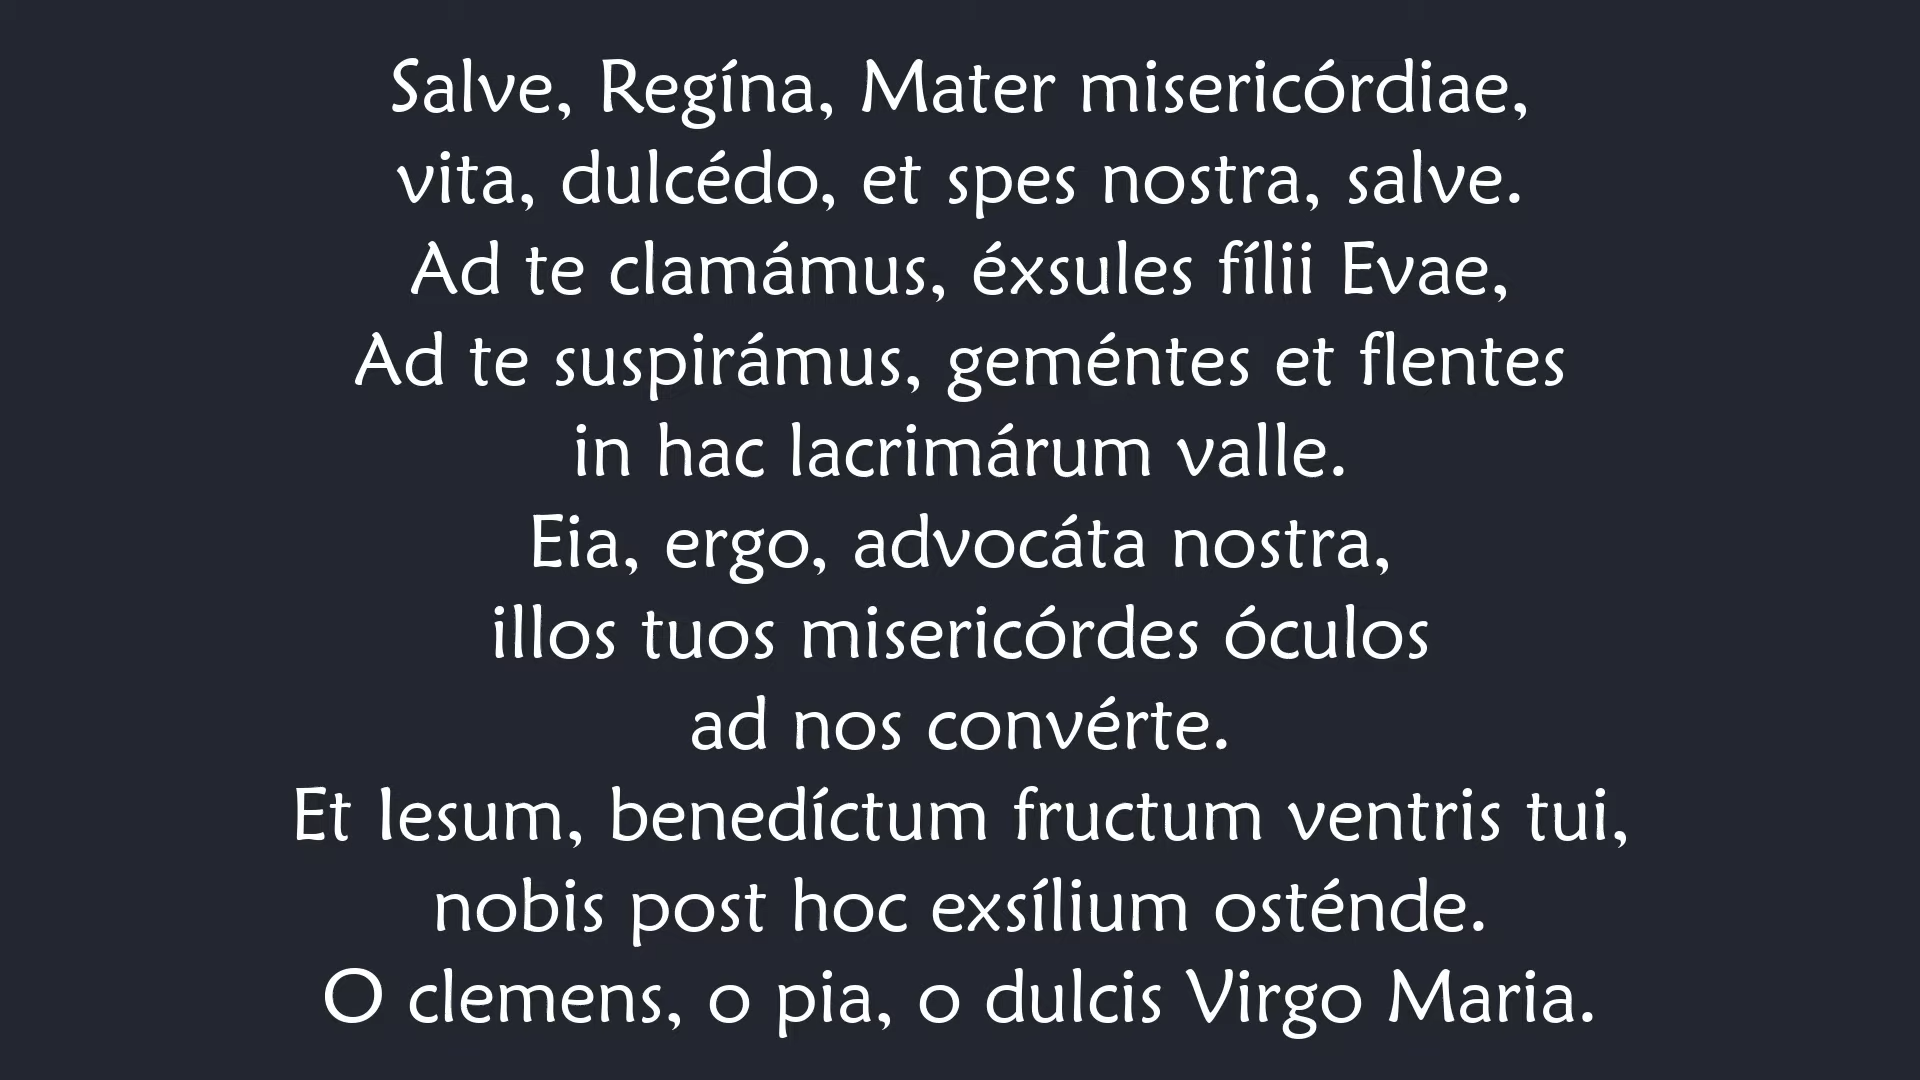 Salve, Regína, Mater misericórdiae,
vita, dulcédo, et spes nostra, salve.
Ad te clamámus, éxsules fílii Evae,
Ad te suspirámus, geméntes et flentes
in hac lacrimárum valle.
Eia, ergo, advocáta nostra,
illos tuos misericórdes óculos
ad nos convérte.
Et Iesum, benedíctum fructum ventris tui,
nobis post hoc exsílium osténde.
O clemens, o pia, o dulcis Virgo Maria.